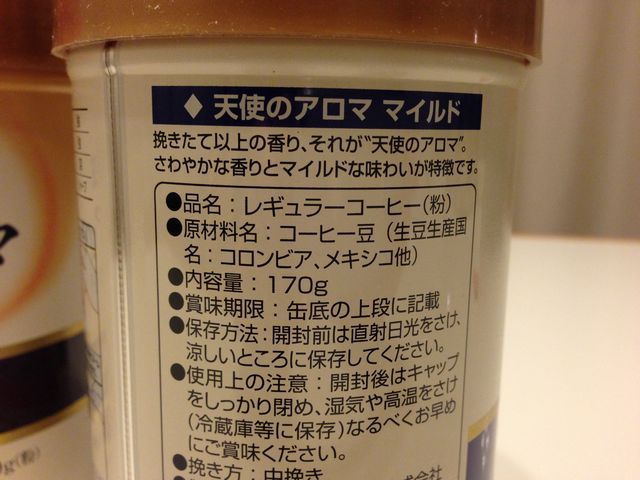 ◆ 天使のアロマ マイルド
挽きたて以上の香り、それが“天使のアロマ”。
さわやかな香りとマイルドな味わいが特徴です。
●品名：レギュラーコーヒー(粉)
●原材料名：コーヒー豆 (生豆生産国
名：コロンビア、メキシコ他)
●内容量：170g
●賞味期限：缶底の上段に記載
●保存方法：開封前は直射日光をさけ、
涼しいところに保存してください。
●使用上の注意：開封後はキャップ
をしっかり閉め、湿気や高温をさけ
(冷蔵庫等に保存)なるべくお早め
にご賞味ください。
●挽き方：中挽き
株式会社
マ
g(粉)